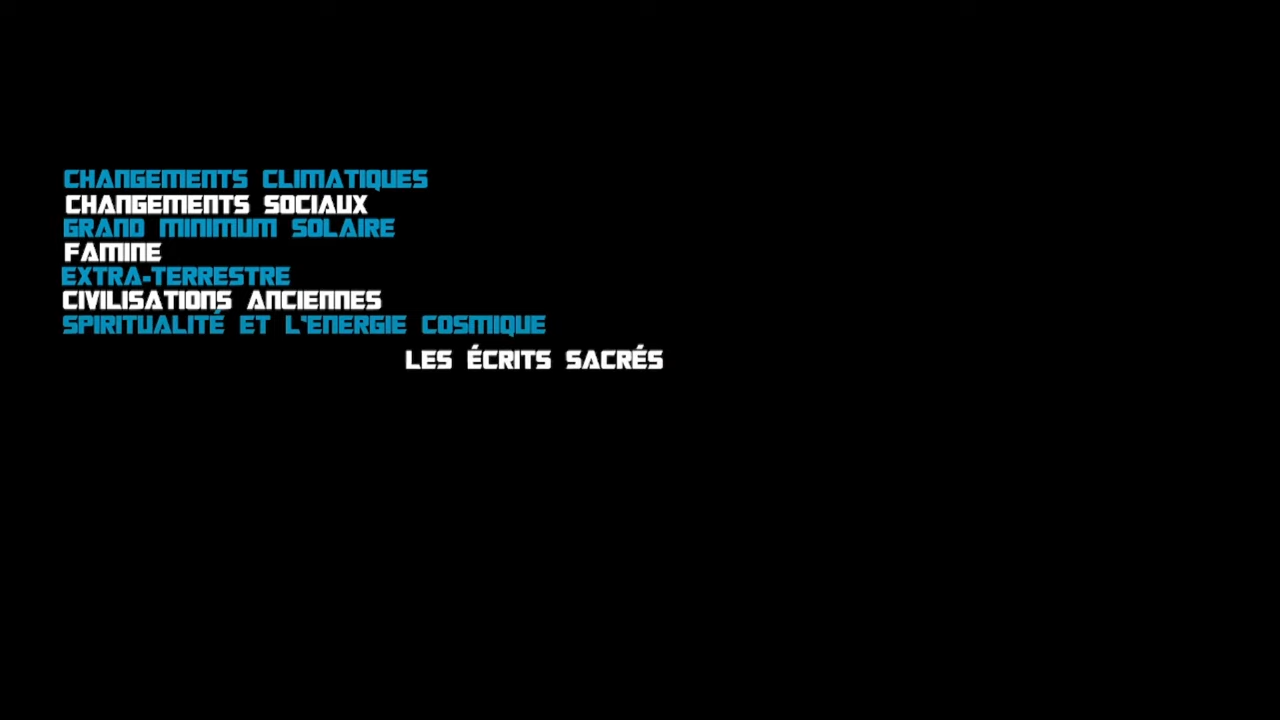 CHANGEMENTS CLIMATIQUES
CHANGEMENTS SOCIAUX
GRAND MINIMUM SOLAIRE
FAMINE
EXTRA-TERRESTRE
CIVILISATIONS ANCIENNES
SPIRITUALITÉ ET L'ENERGIE COSMIQUE
LES ÉCRITS SACRÉS